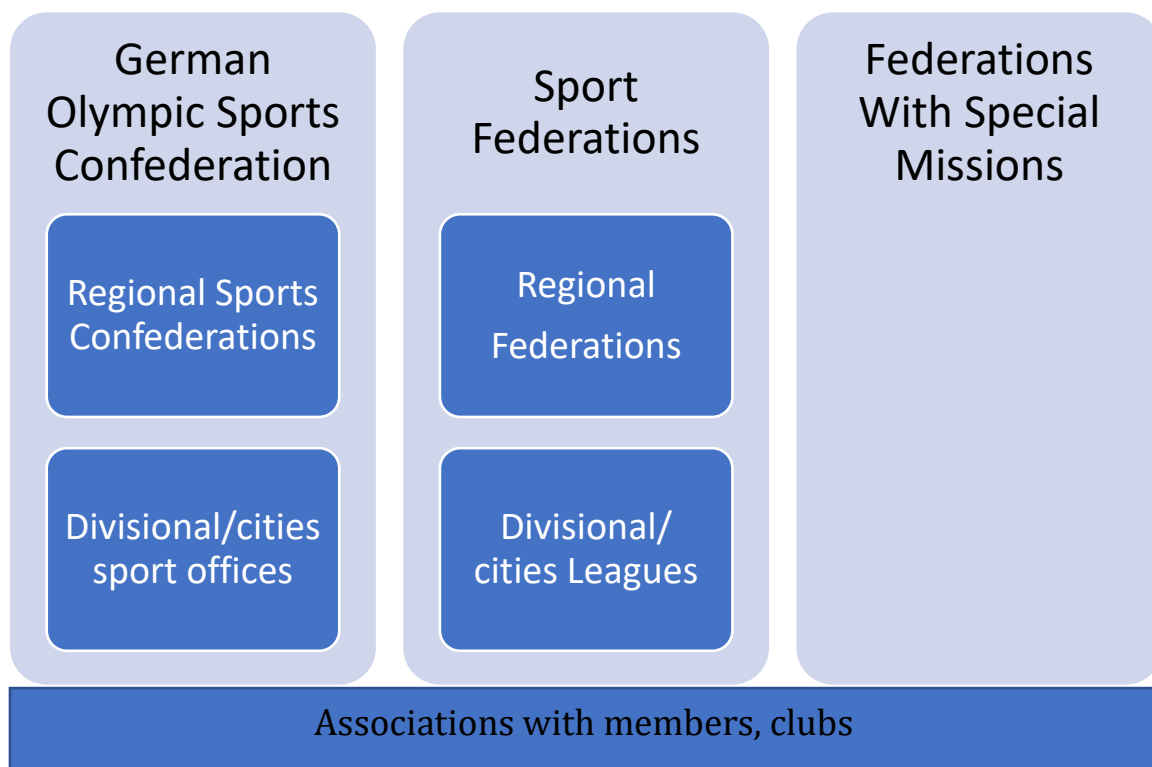 German
Olympic Sports
Confederation
Regional Sports
Confederations
Divisional/cities
sport offices
Sport
Federations
Regional
Federations
Divisional/
cities Leagues
Federations
With Special
Missions
Associations with members, clubs